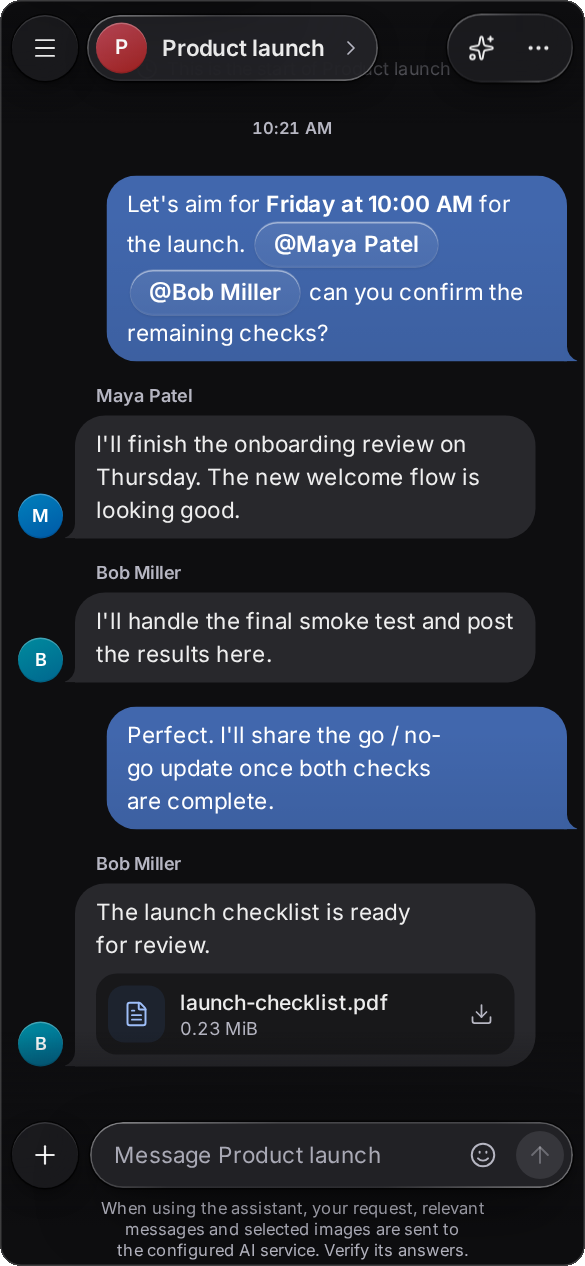 P Product launch
ct launch
10:21 AM
Let's aim for Friday at 10:00 AM for
the launch. @Maya Patel
@Bob Miller can you confirm the
remaining checks?
Maya Patel
I'll finish the onboarding review on
Thursday. The new welcome flow is
looking good.
M
Bob Miller
I'll handle the final smoke test and post
the results here.
B
Perfect. I'll share the go / no-
go update once both checks
are complete.
Bob Miller
The launch checklist is ready
for review.
launch-checklist.pdf
0.23 MiB
B
Message Product launch
When using the assistant, your request, relevant
messages and selected images are sent to
the configured AI service. Verify its answers.